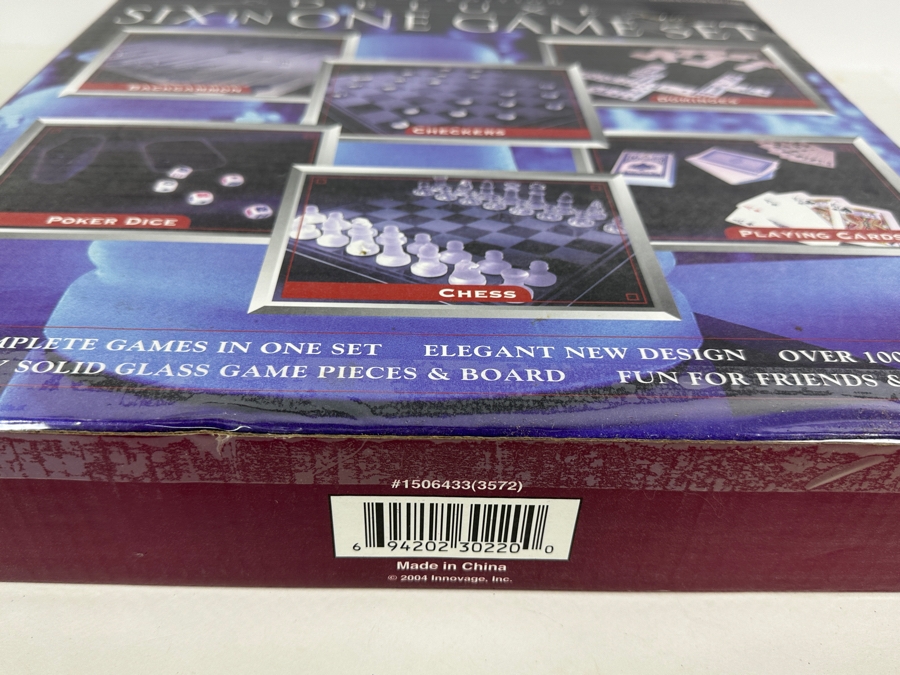 SIX IN ONE GAME SET
BACKGAMMON
CHECKERS
DOMINOES
POKER DICE
CHESS
PLAYING CARDS
MPLETE GAMES IN ONE SET ELEGANT NEW DESIGN OVER 100
Y SOLID GLASS GAME PIECES & BOARD FUN FOR FRIENDS &
#1506433(3572)
6 94202 30220 0
Made in China
© 2004 Innovage, Inc.